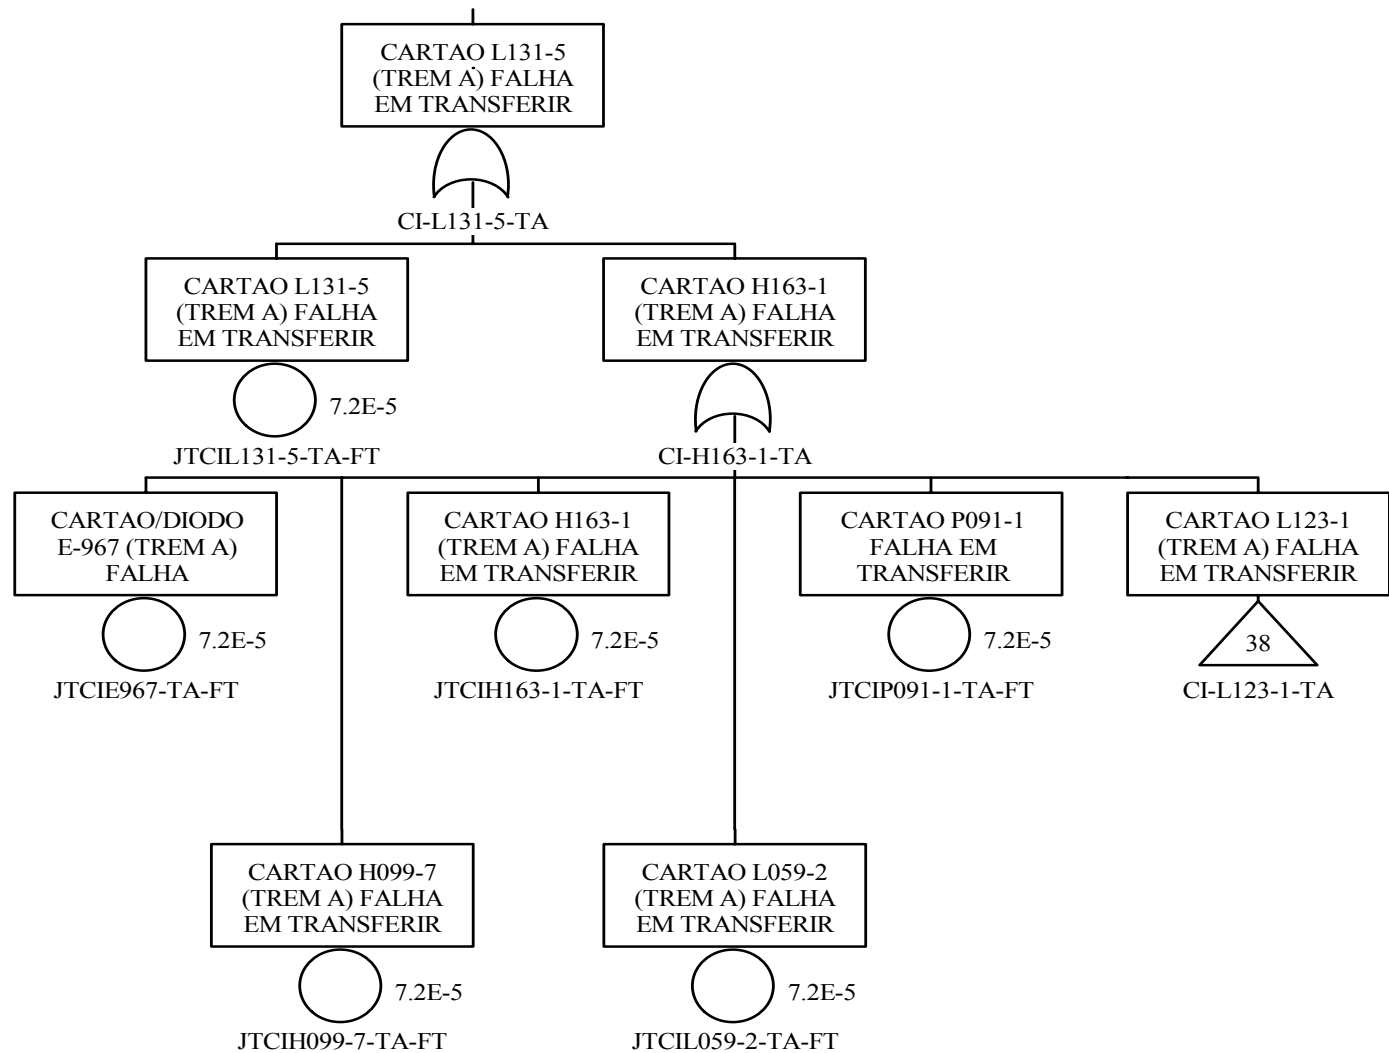 CARTAO L131-5
(TREM A) FALHA
EM TRANSFERIR
CI-L131-5-TA
CARTAO L131-5
(TREM A) FALHA
EM TRANSFERIR
7.2E-5
JTCIL131-5-TA-FT
CARTAO H163-1
(TREM A) FALHA
EM TRANSFERIR
CI-H163-1-TA
CARTAO/DIODO
E-967 (TREM A)
FALHA
7.2E-5
JTCIE967-TA-FT
CARTAO H163-1
(TREM A) FALHA
EM TRANSFERIR
7.2E-5
JTCIH163-1-TA-FT
CARTAO P091-1
FALHA EM
TRANSFERIR
7.2E-5
JTCIP091-1-TA-FT
CARTAO L123-1
(TREM A) FALHA
EM TRANSFERIR
38
CI-L123-1-TA
CARTAO H099-7
(TREM A) FALHA
EM TRANSFERIR
7.2E-5
JTCIH099-7-TA-FT
CARTAO L059-2
(TREM A) FALHA
EM TRANSFERIR
7.2E-5
JTCIL059-2-TA-FT